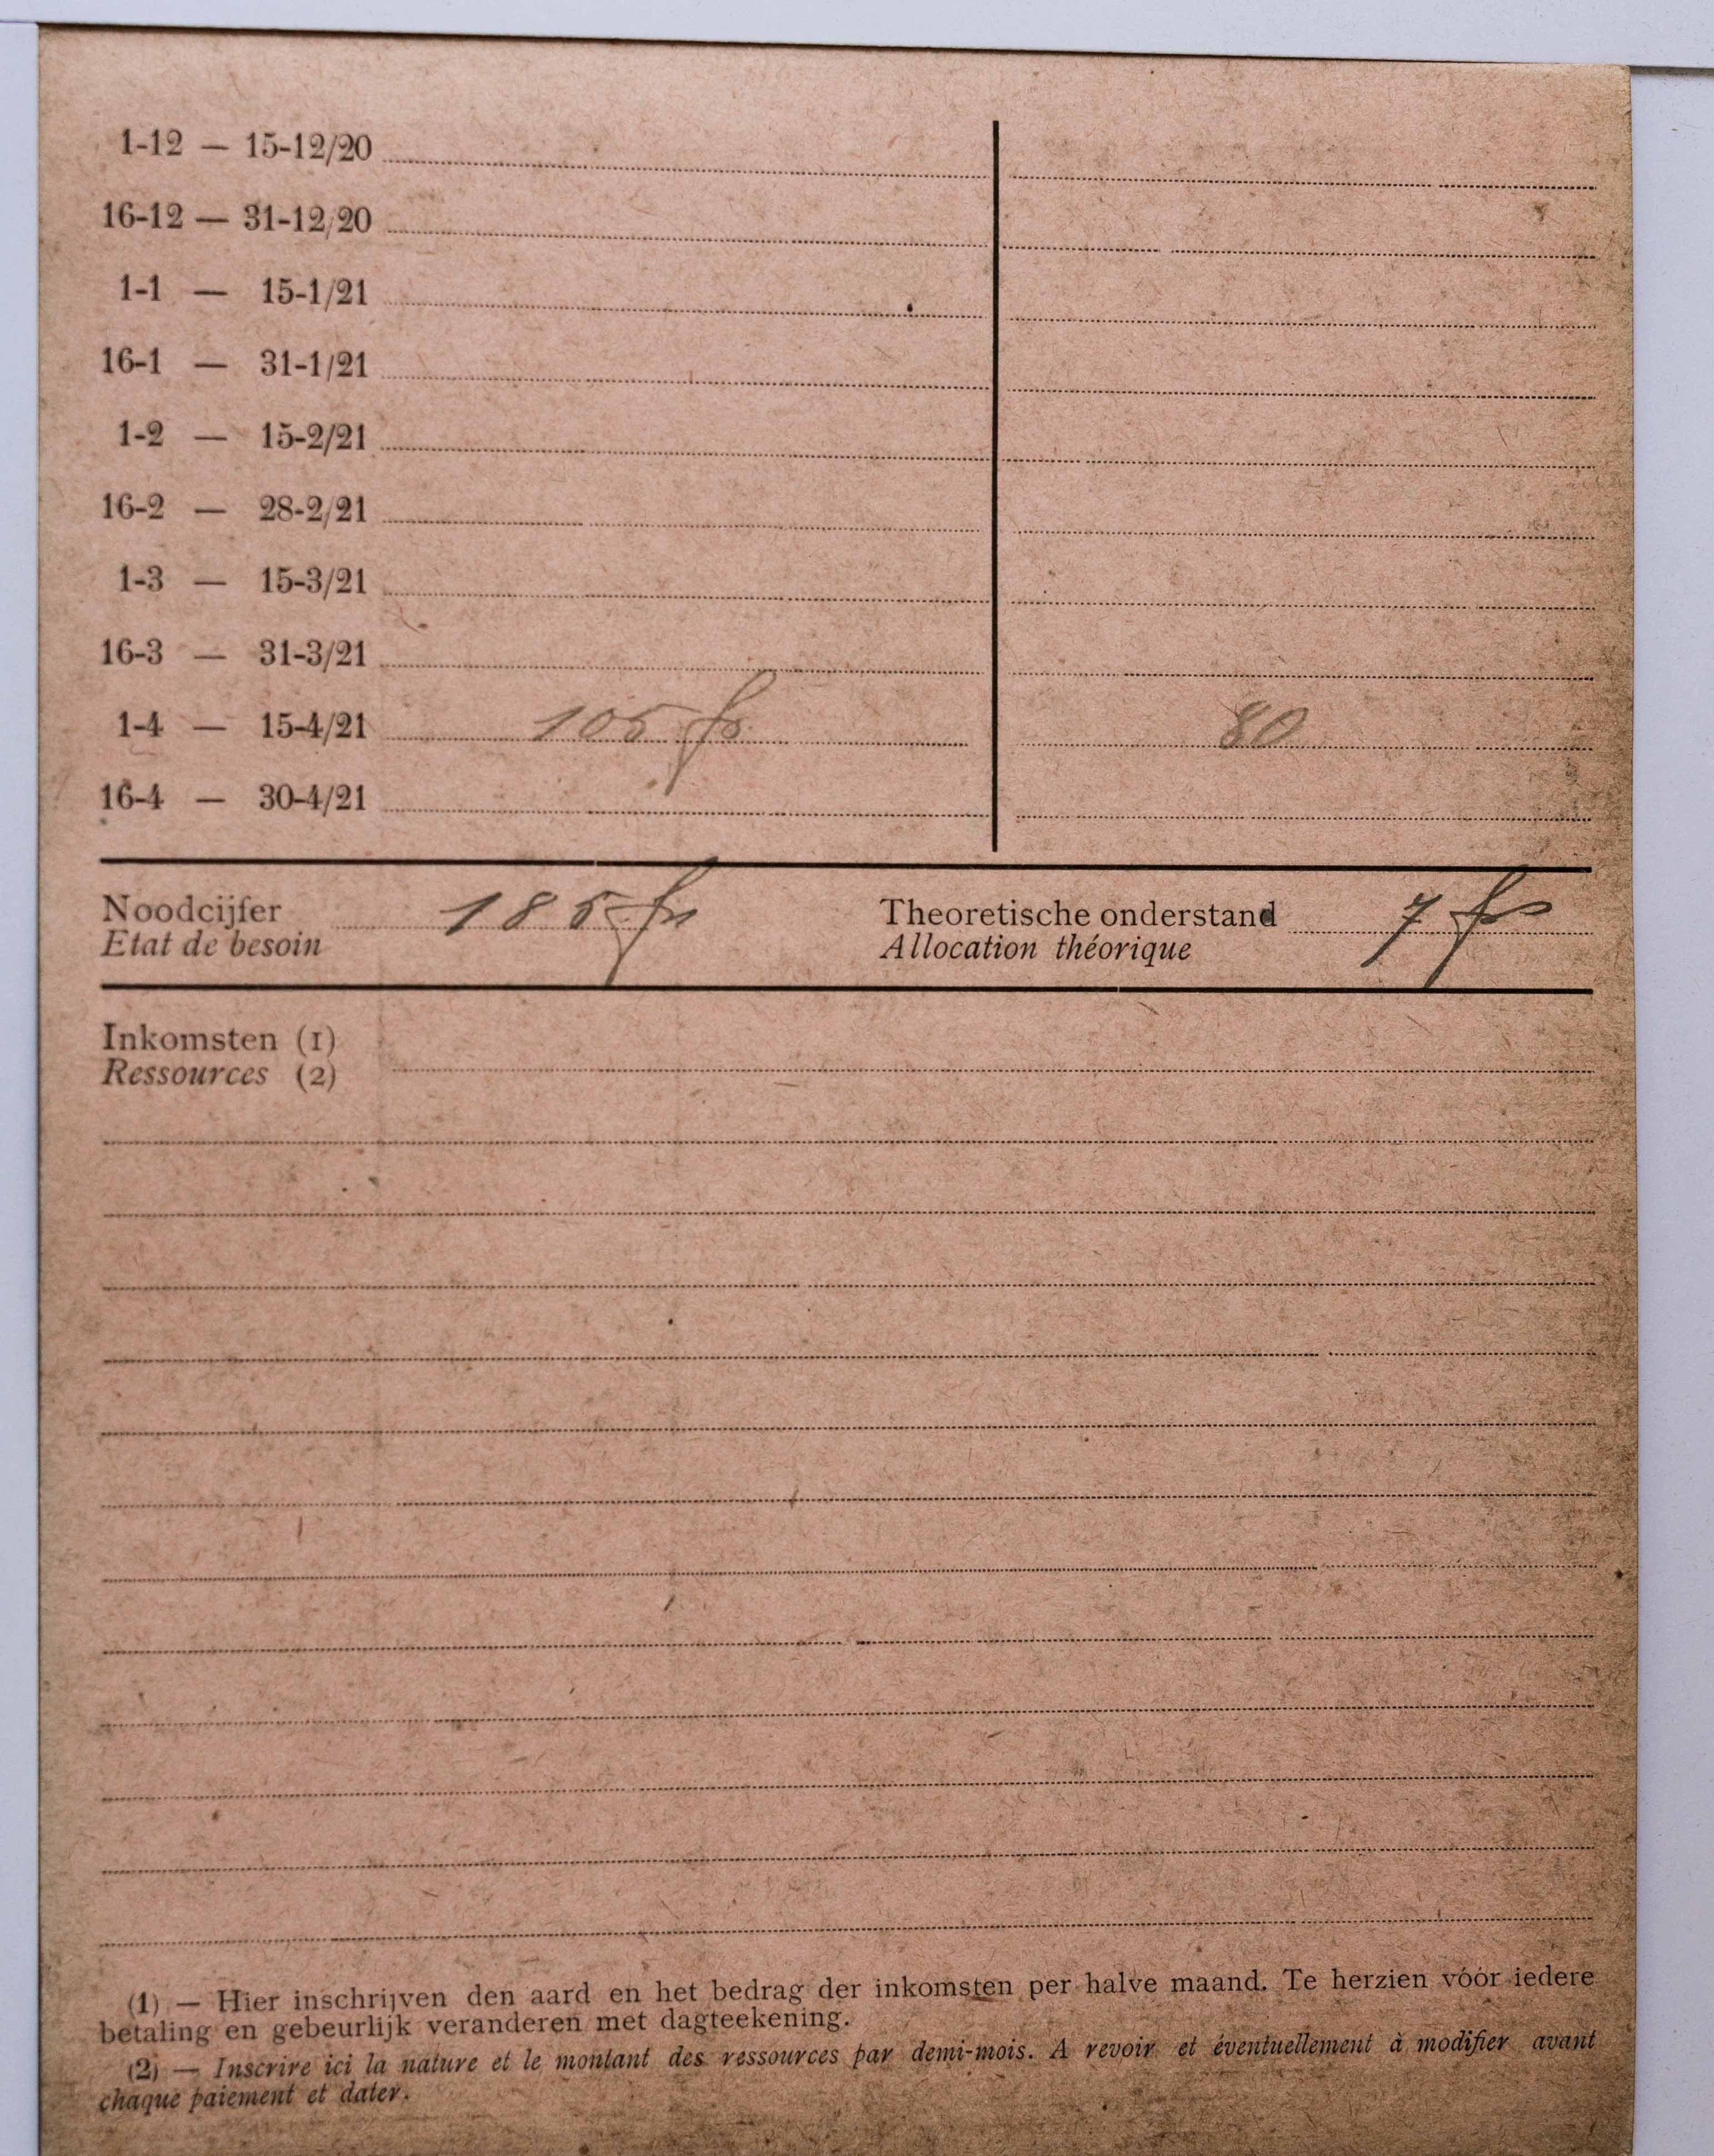 1-12 — 15-12/20
16-12 — 31-12/20
1-1 — 15-1/21
16-1 — 31-1/21
1-2 — 15-2/21
16-2 — 28-2/21
1-3 — 15-3/21
16-3 — 31-3/21
1-4 — 15-4/21 105 fr 80
16-4 — 30-4/21
Noodcijfer 185 fr Theoretische onderstand 7 frs
Etat de besoin Allocation théorique
Inkomsten (1)
Ressources (2)
(1) — Hier inschrijven den aard en het bedrag der inkomsten per halve maand. Te herzien vóór iedere
betaling en gebeurlijk veranderen met dagteekening.
(2) — Inscrire ici la nature et le montant des ressources par demi-mois. A revoir et éventuellement à modifier avant
chaque paiement et dater.